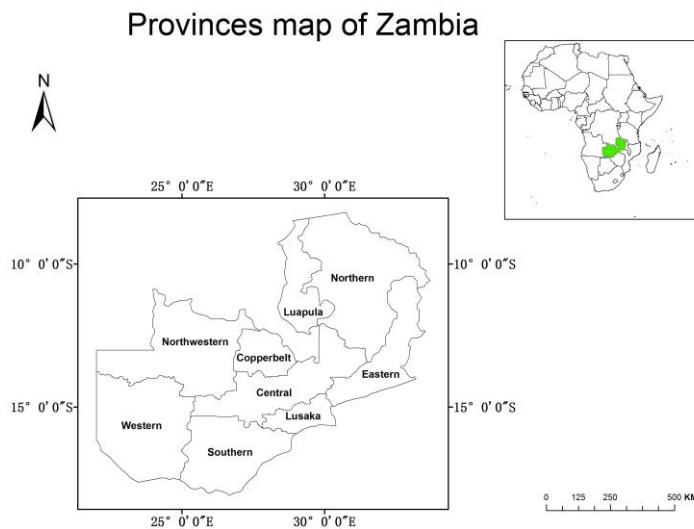 Provinces map of Zambia
N
25° 0'0"E 30° 0'0"E
10° 0'0"S 10° 0'0"S
Northern
Luapula
Northwestern
Copperbelt
Eastern
Central
Lusaka
15° 0'0"S 15° 0'0"S
Western
Southern
25° 0'0"E 30° 0'0"E
0 125 250 500 KM